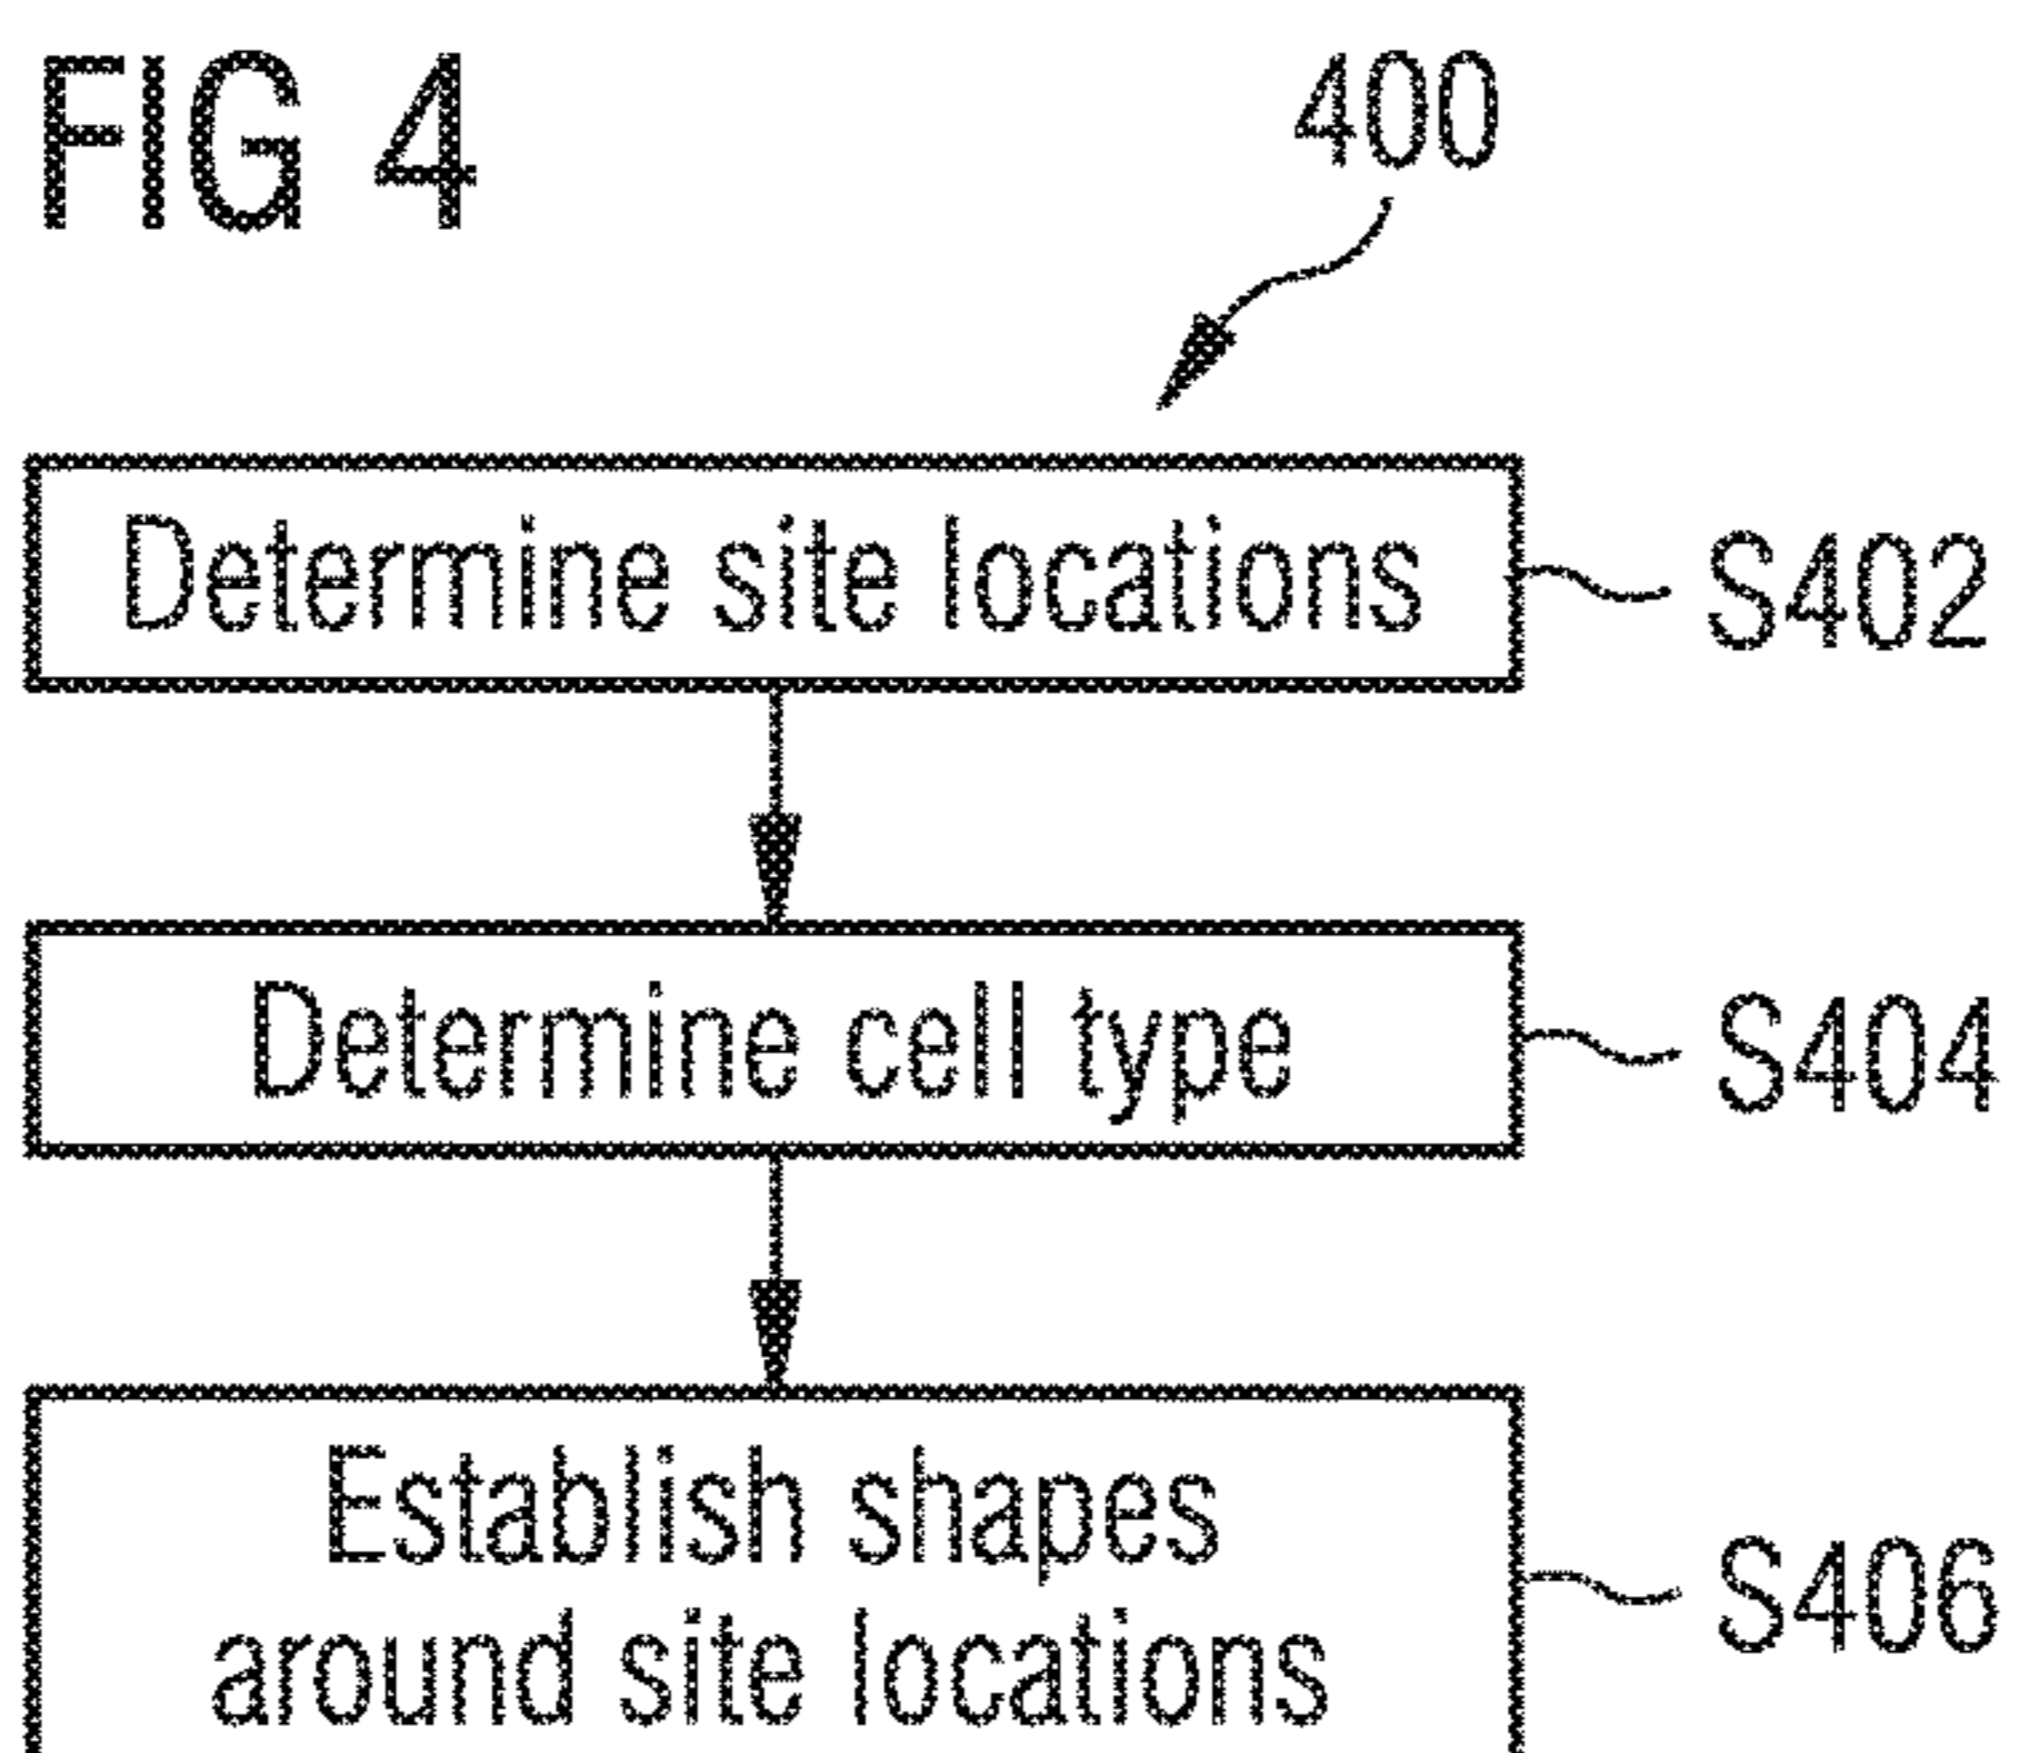 FIG 4
400
Determine site locations
S402
Determine cell type
S404
Establish shapes
around site locations
S406